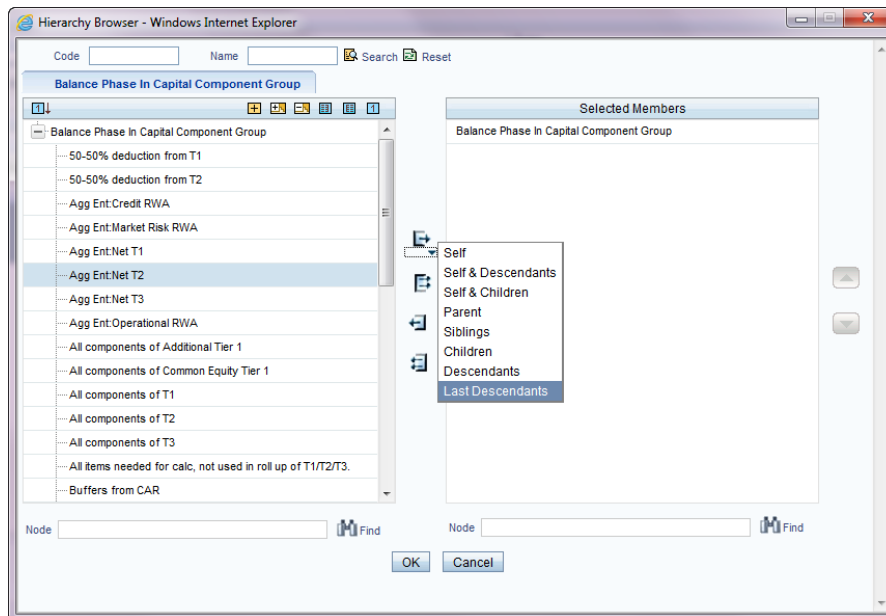 Hierarchy Browser - Windows Internet Explorer
Code Name Search Reset
Balance Phase In Capital Component Group
Selected Members
Balance Phase In Capital Component Group
Balance Phase In Capital Component Group
50-50% deduction from T1
50-50% deduction from T2
Agg Ent:Credit RWA
Agg Ent:Market Risk RWA
Agg Ent:Net T1
Agg Ent:Net T2
Agg Ent:Net T3
Agg Ent:Operational RWA
All components of Additional Tier 1
All components of Common Equity Tier 1
All components of T1
All components of T2
All components of T3
All items needed for calc, not used in roll up of T1/T2/T3.
Buffers from CAR
Self
Self & Descendants
Self & Children
Parent
Siblings
Children
Descendants
Last Descendants
Node Find
Node Find
OK Cancel